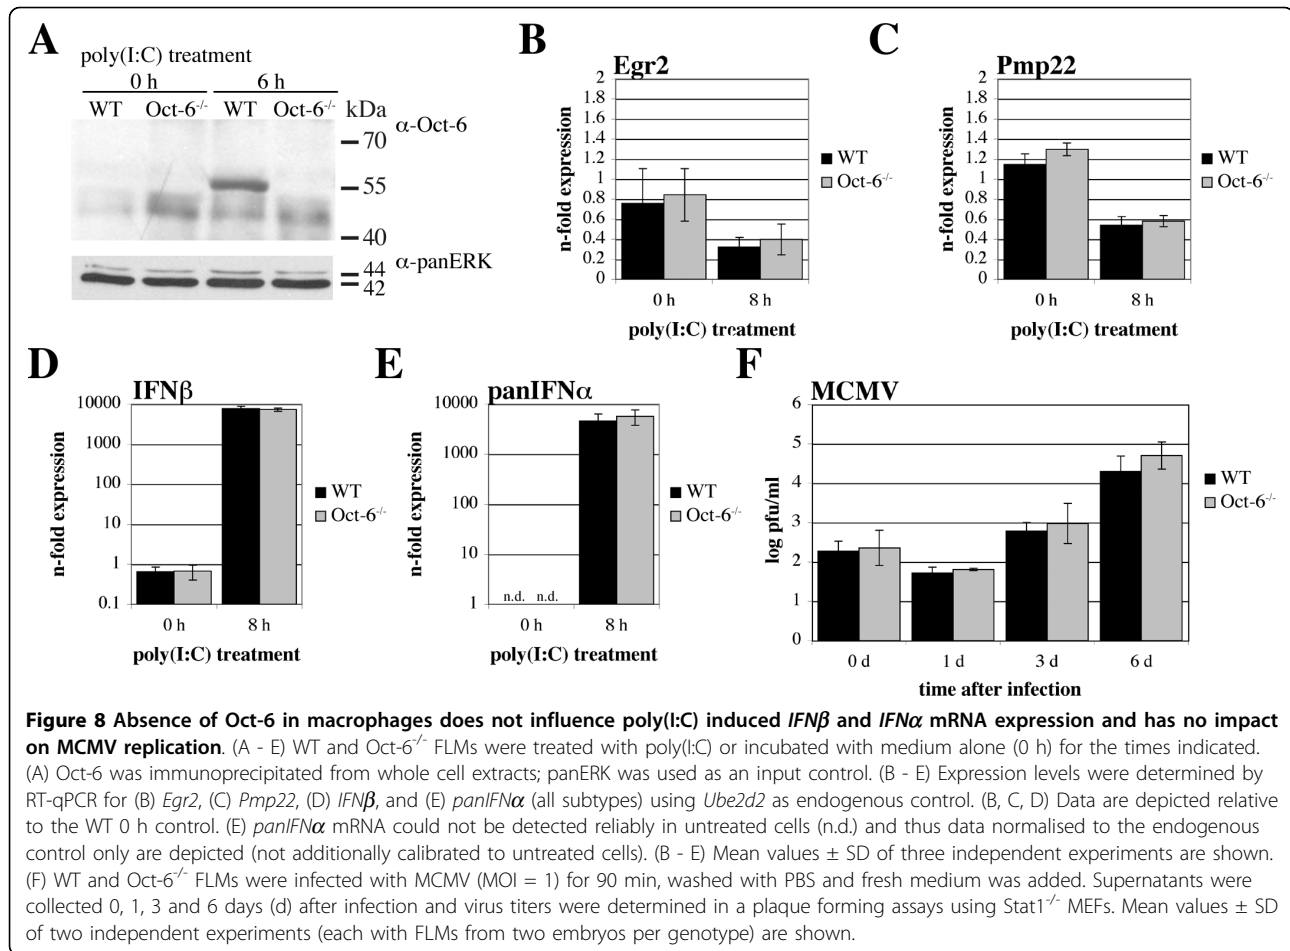 A
poly(I:C) treatment
0 h 6 h
WT Oct-6-/- WT Oct-6-/- kDa
α-Oct-6
70
55
40
α-panERK
44
42
B
Egr2
2
1.8
1.6
1.4
1.2
1
0.8
0.6
0.4
0.2
0
n-fold expression
0 h 8 h
poly(I:C) treatment
WT
Oct-6-/-
C
Pmp22
2
1.8
1.6
1.4
1.2
1
0.8
0.6
0.4
0.2
0
n-fold expression
0 h 8 h
poly(I:C) treatment
WT
Oct-6-/-
D
IFNβ
10000
1000
100
10
1
0.1
n-fold expression
0 h 8 h
poly(I:C) treatment
WT
Oct-6-/-
E
panIFNα
10000
1000
100
10
1
n-fold expression
n.d. n.d.
0 h 8 h
poly(I:C) treatment
WT
Oct-6-/-
F
MCMV
6
5
4
3
2
1
0
log pfu/ml
0 d 1 d 3 d 6 d
time after infection
WT
Oct-6-/-
Figure 8 Absence of Oct-6 in macrophages does not influence poly(I:C) induced IFNβ and IFNα mRNA expression and has no impact
on MCMV replication. (A - E) WT and Oct-6-/- FLMs were treated with poly(I:C) or incubated with medium alone (0 h) for the times indicated.
(A) Oct-6 was immunoprecipitated from whole cell extracts; panERK was used as an input control. (B - E) Expression levels were determined by
RT-qPCR for (B) Egr2, (C) Pmp22, (D) IFNβ, and (E) panIFNα (all subtypes) using Ube2d2 as endogenous control. (B, C, D) Data are depicted relative
to the WT 0 h control. (E) panIFNα mRNA could not be detected reliably in untreated cells (n.d.) and thus data normalised to the endogenous
control only are depicted (not additionally calibrated to untreated cells). (B - E) Mean values ± SD of three independent experiments are shown.
(F) WT and Oct-6-/- FLMs were infected with MCMV (MOI = 1) for 90 min, washed with PBS and fresh medium was added. Supernatants were
collected 0, 1, 3 and 6 days (d) after infection and virus titers were determined in a plaque forming assays using Stat1-/- MEFs. Mean values ± SD
of two independent experiments (each with FLMs from two embryos per genotype) are shown.